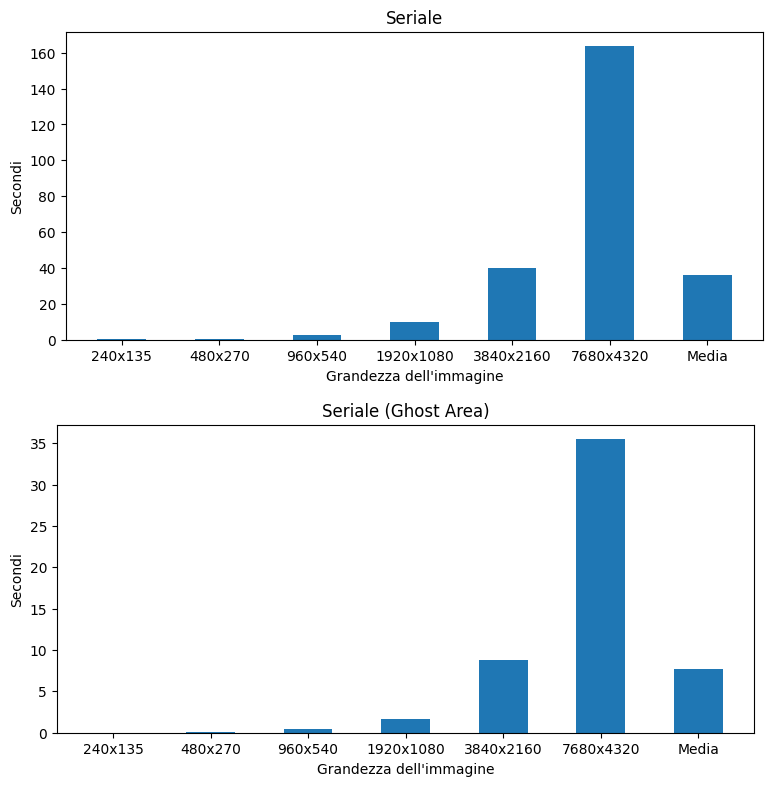 Seriale
160
140
120
100
80
60
40
20
0
Secondi
240x135 480x270 960x540 1920x1080 3840x2160 7680x4320 Media
Grandezza dell'immagine
Seriale (Ghost Area)
35
30
25
20
15
10
5
0
Secondi
240x135 480x270 960x540 1920x1080 3840x2160 7680x4320 Media
Grandezza dell'immagine